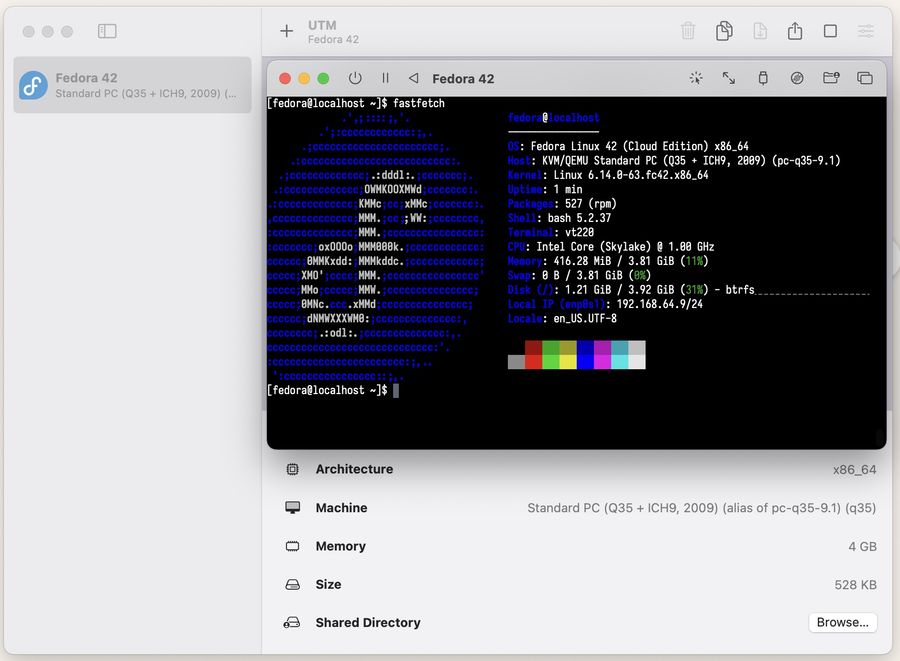 UTM
Fedora 42
Fedora 42
Standard PC (Q35 + ICH9, 2009) (...
Fedora 42
[fedora@localhost ~]$ fastfetch
fedora@localhost
OS: Fedora Linux 42 (Cloud Edition) x86_64
Host: KVM/QEMU Standard PC (Q35 + ICH9, 2009) (pc-q35-9.1)
Kernel: Linux 6.14.0-63.fc42.x86_64
Uptime: 1 min
Packages: 527 (rpm)
Shell: bash 5.2.37
Terminal: vt220
CPU: Intel Core (Skylake) @ 1.00 GHz
Memory: 416.28 MiB / 3.81 GiB (11%)
Swap: 0 B / 3.81 GiB (0%)
Disk (/): 1.21 GiB / 3.92 GiB (31%) - btrfs
Local IP (enp0s1): 192.168.64.9/24
Locale: en_US.UTF-8
[fedora@localhost ~]$
Architecture x86_64
Machine Standard PC (Q35 + ICH9, 2009) (alias of pc-q35-9.1) (q35)
Memory 4 GB
Size 528 KB
Shared Directory Browse...